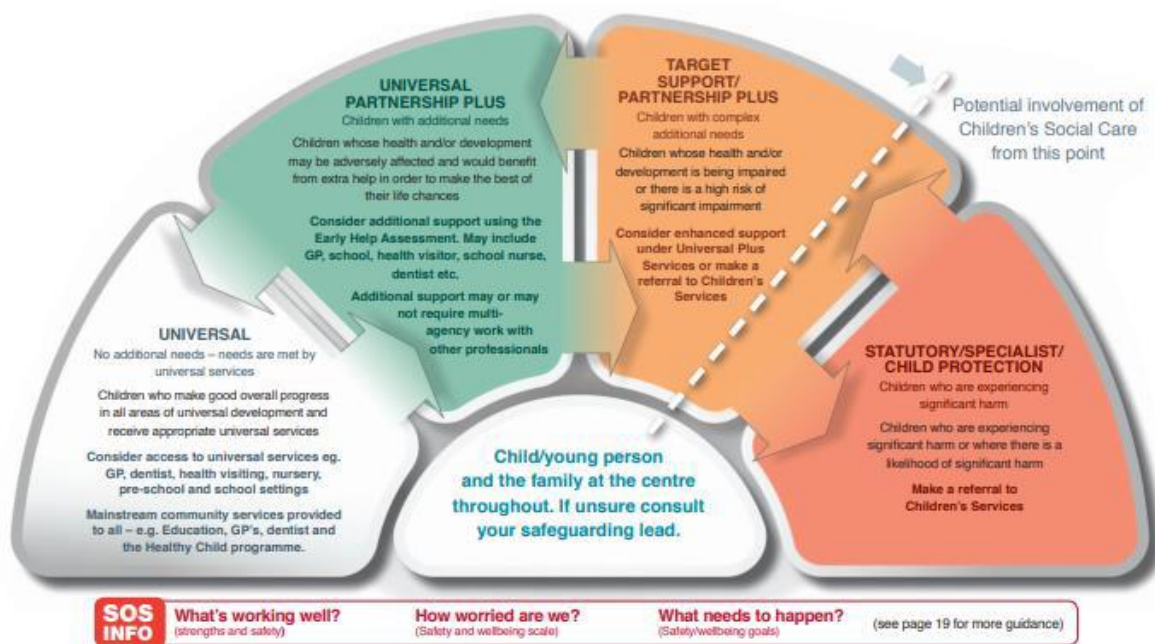 UNIVERSAL
PARTNERSHIP PLUS
Children with additional needs
Children whose health and/or development
may be adversely affected and would benefit
from extra help in order to make the best of
their life chances
Consider additional support using the
Early Help Assessment. May include
GP, school, health visitor, school nurse,
dentist etc.
Additional support may or may
not require multi-
agency work with
other professionals
TARGET
SUPPORT/
PARTNERSHIP PLUS
Children with complex
additional needs
Children whose health and/or
development is being impaired
or there is a high risk of
significant impairment
Consider enhanced support
under Universal Plus
Services or make a
referral to Children's
Services
Potential involvement of
Children's Social Care
from this point
UNIVERSAL
No additional needs – needs are met by
universal services
Children who make good overall progress
in all areas of universal development and
receive appropriate universal services
Consider access to universal services eg.
GP, dentist, health visiting, nursery,
pre-school and school settings
Mainstream community services provided
to all – e.g. Education, GP's, dentist and
the Healthy Child programme.
Child/young person
and the family at the centre
throughout. If unsure consult
your safeguarding lead.
STATUTORY/SPECIALIST/
CHILD PROTECTION
Children who are experiencing
significant harm
Children who are experiencing
significant harm or where there is a
likelihood of significant harm
Make a referral to
Children's Services
SOS
INFO
What's working well?
(strengths and safety)
How worried are we?
(Safety and wellbeing scale)
What needs to happen?
(Safety/wellbeing goals)
(see page 19 for more guidance)